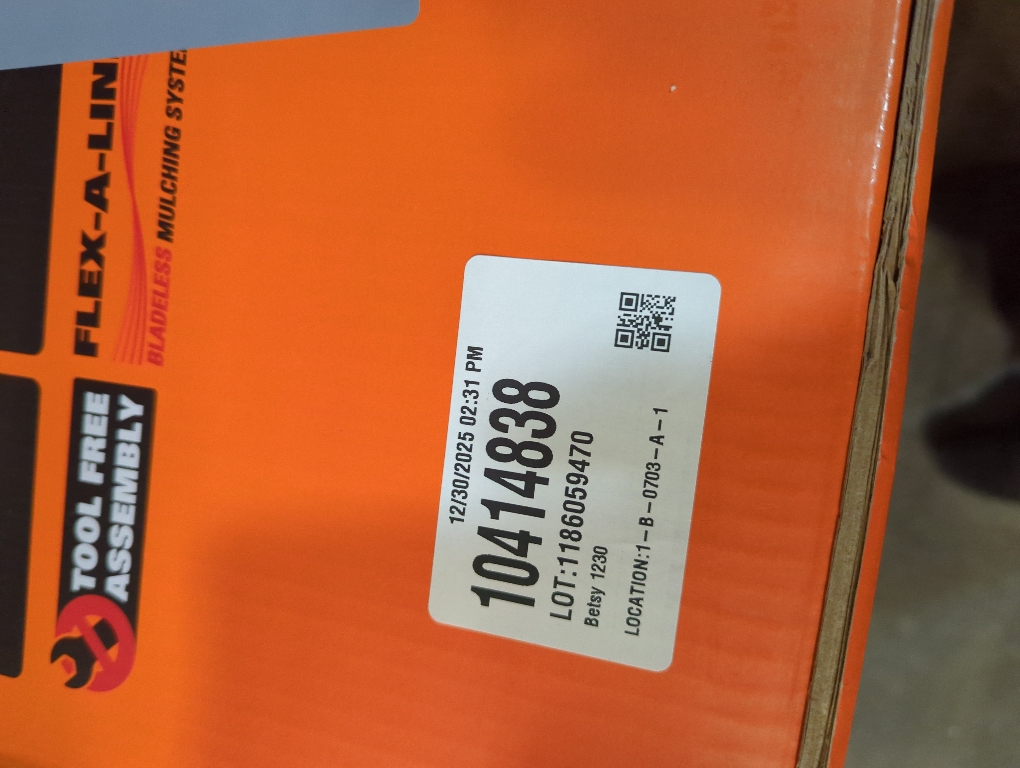 FLEX-A-LIN
BLADELESS MULCHING SYSTE
TOOL FREE
ASSEMBLY
12/30/2025 02:31 PM
10414838
LOT:1186059470
Betsy 1230
LOCATION:1-B-0703-A-1